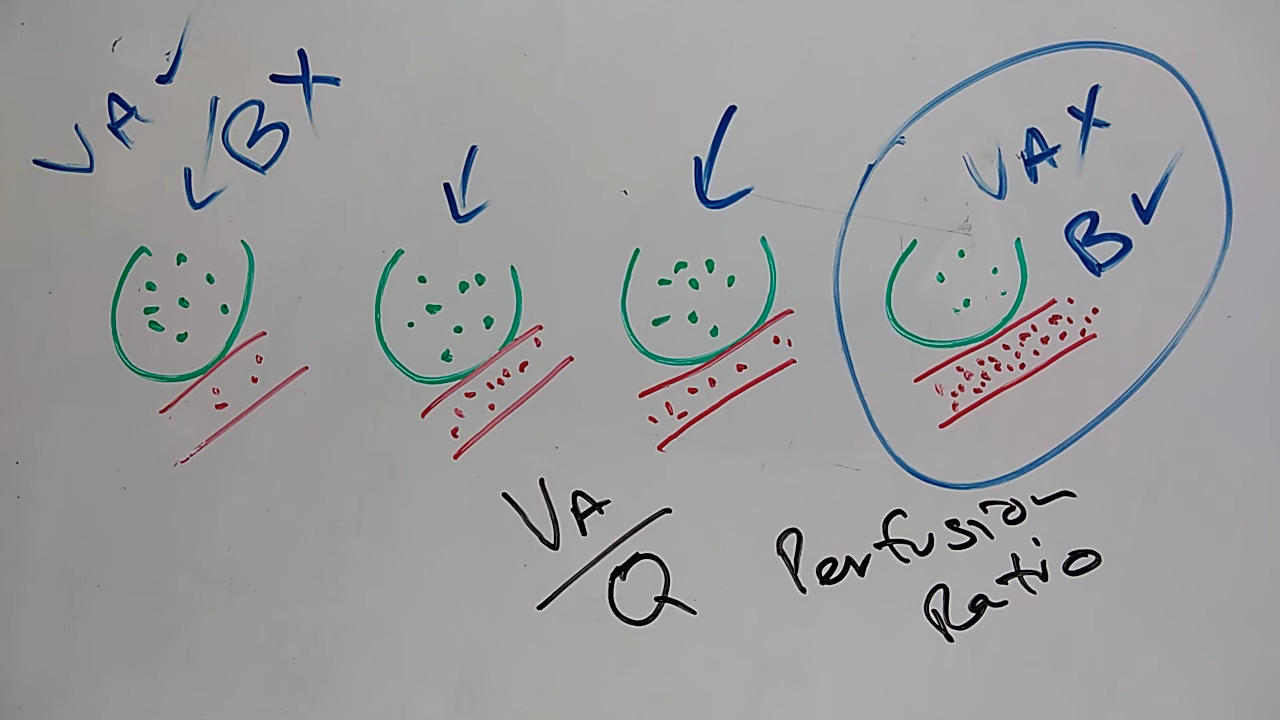 VA ✓
B X
VA X
B ✓
VA/Q
Perfusion
Ratio